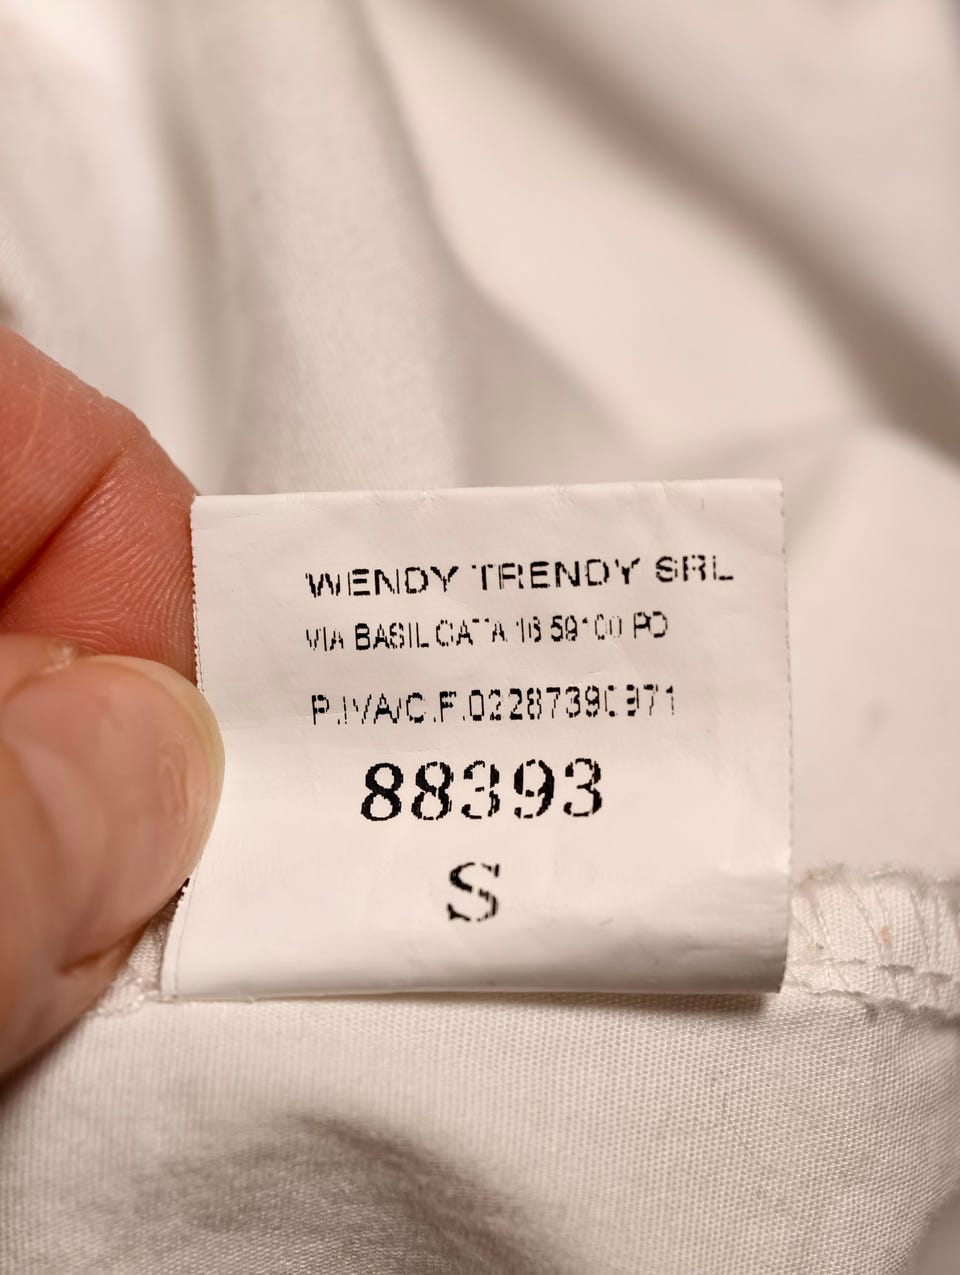 WENDY TRENDY SRL
VIA BASILICATA 16 59100 PO
P.IVA/C.F.02287390971
88393
S